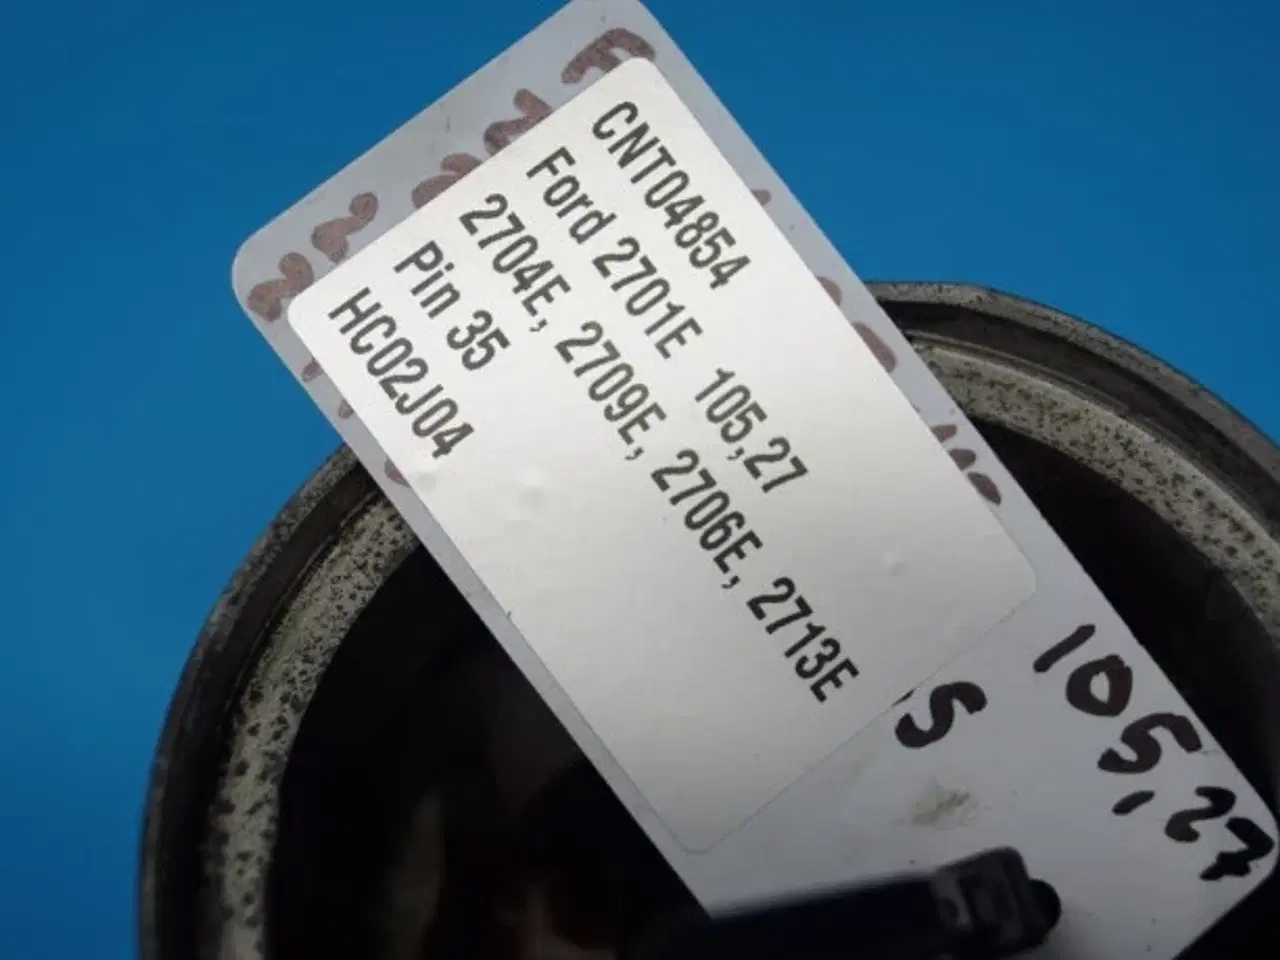 CNT04854
Ford 2701E 105,27
2704E, 2709E, 2706E, 2713E
Pin 35
HC02J04
105,27
S